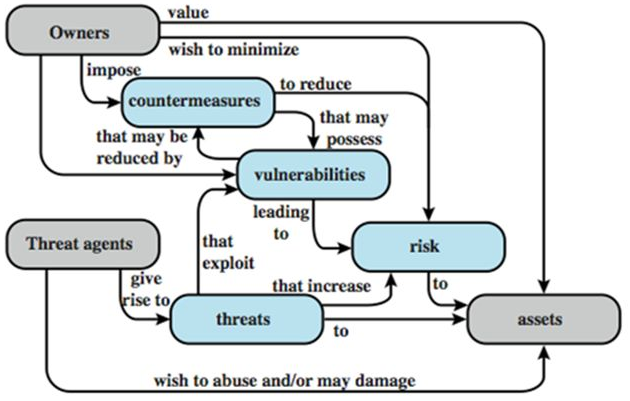 value
Owners
wish to minimize
impose
to reduce
countermeasures
that may
possess
that may be
reduced by
vulnerabilities
leading
to
Threat agents
that
exploit
risk
give
rise to
that increase
to
threats
to
assets
wish to abuse and/or may damage